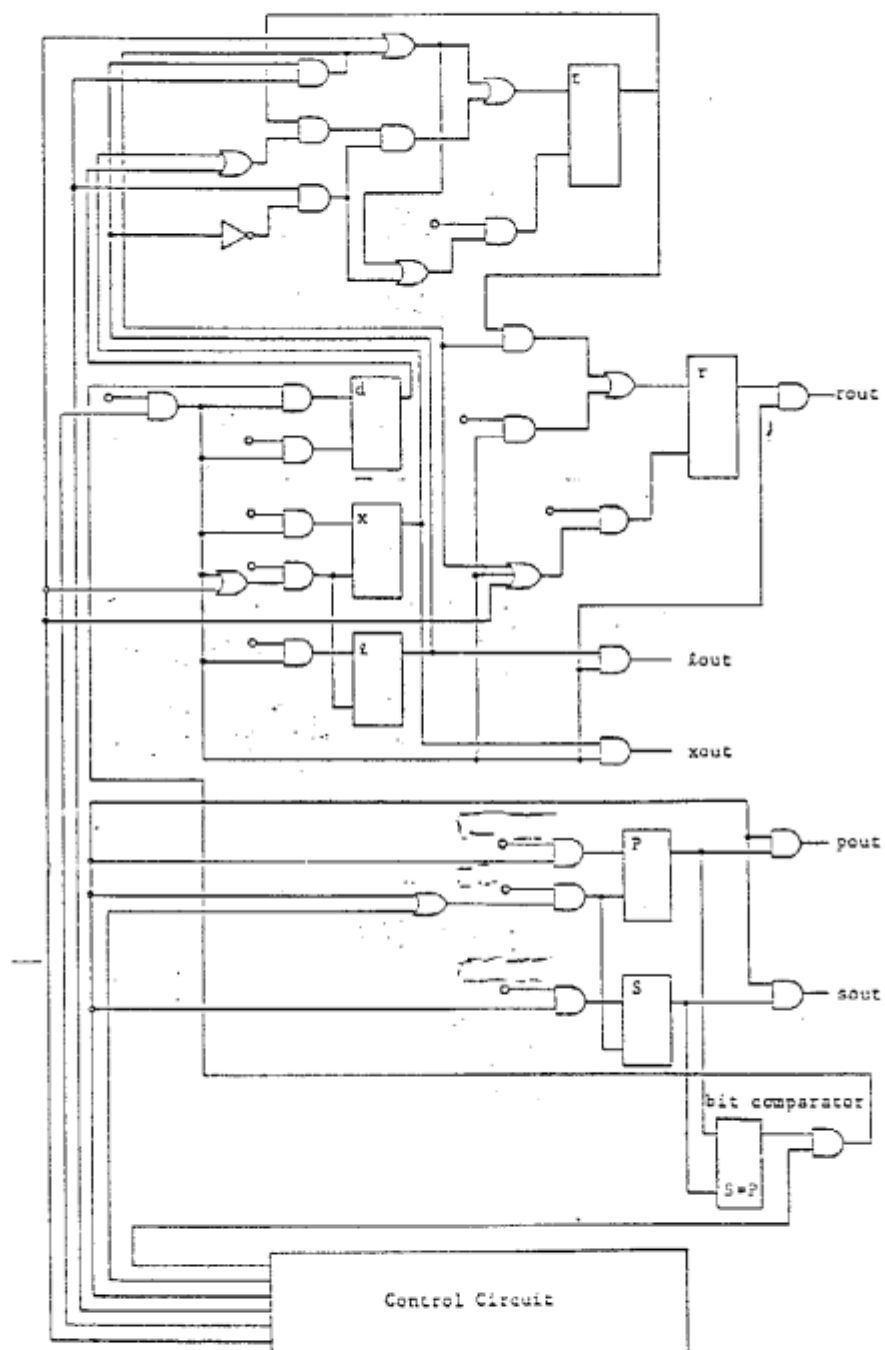 t
r
rout
d
x
ℓ
ℓout
xout
P
pout
S
sout
bit comparator
S=P
Control Circuit